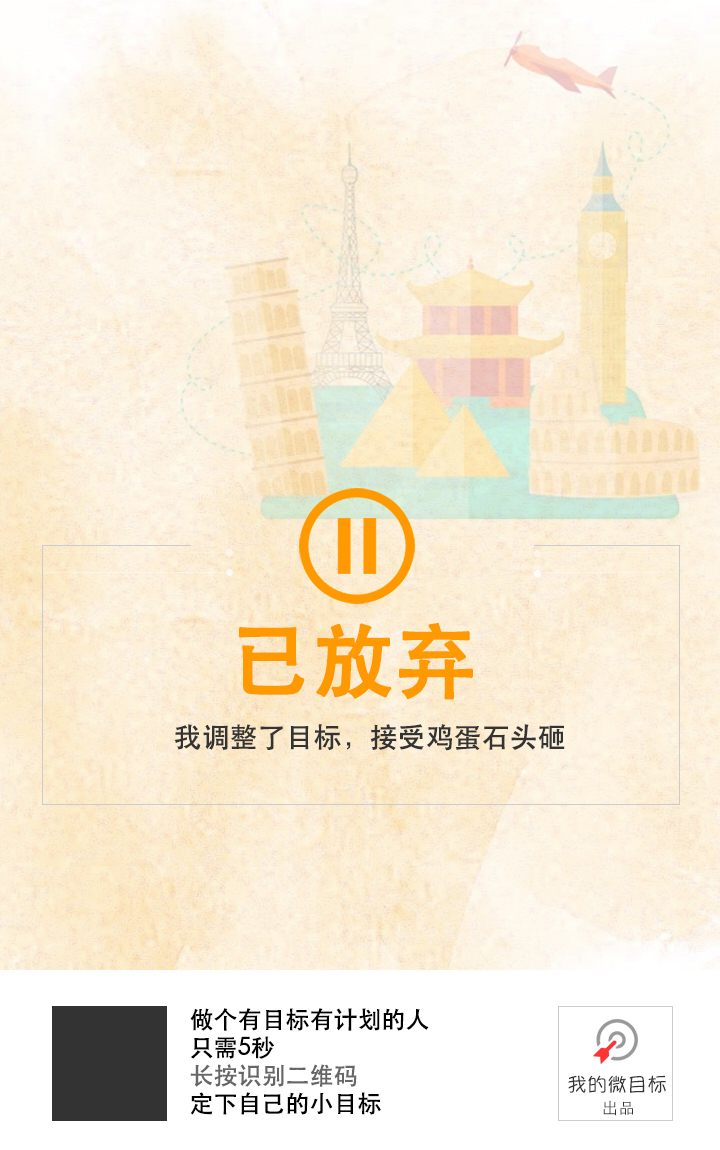 已放弃
我调整了目标，接受鸡蛋石头砸
做个有目标有计划的人
只需5秒
长按识别二维码
定下自己的小目标
我的微目标
出品